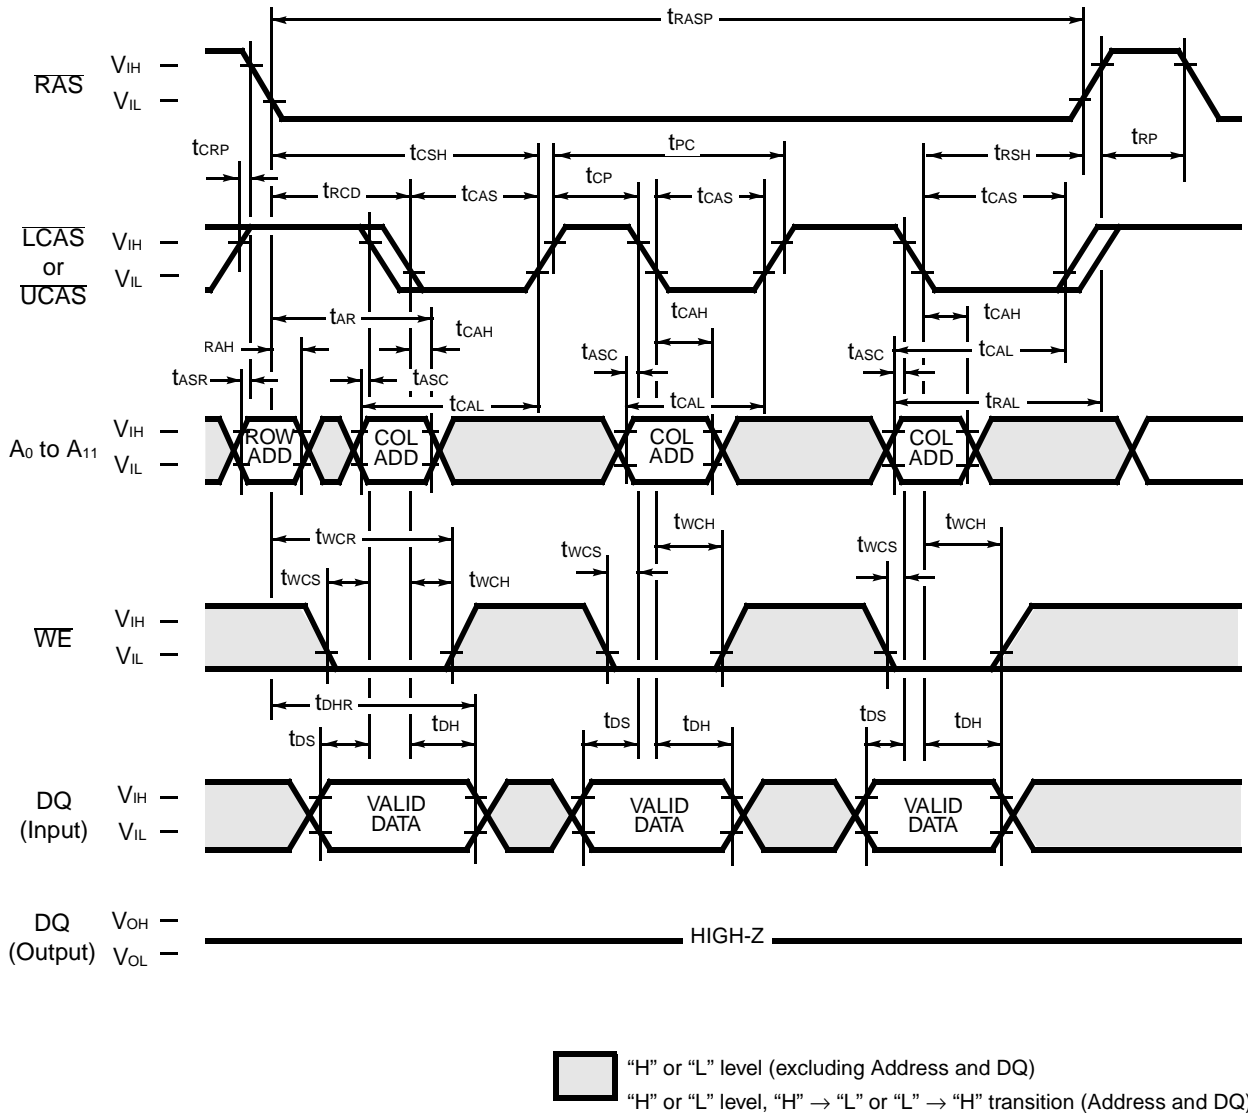 tRASP
RAS
VIH
VIL
tCRP
tCSH
tPC
tRSH
tRP
tRCD
tCAS
tCP
tCAS
tCAS
LCAS
or
UCAS
VIH
VIL
tAR
tCAH
tCAH
tCAH
RAH
tASC
tCAL
tASR
tASC
tCAL
tCAL
tRAL
A0 to A11
VIH
VIL
ROW
ADD
COL
ADD
COL
ADD
COL
ADD
tWCR
tWCH
tWCH
tWCS
tWCS
tWCS
tWCH
WE
VIH
VIL
tDHR
tDS
tDH
tDS
tDH
tDS
tDH
DQ
(Input)
VIH
VIL
VALID
DATA
VALID
DATA
VALID
DATA
DQ
(Output)
VOH
VOL
HIGH-Z
“H” or “L” level (excluding Address and DQ)
“H” or “L” level, “H” → “L” or “L” → “H” transition (Address and DQ)